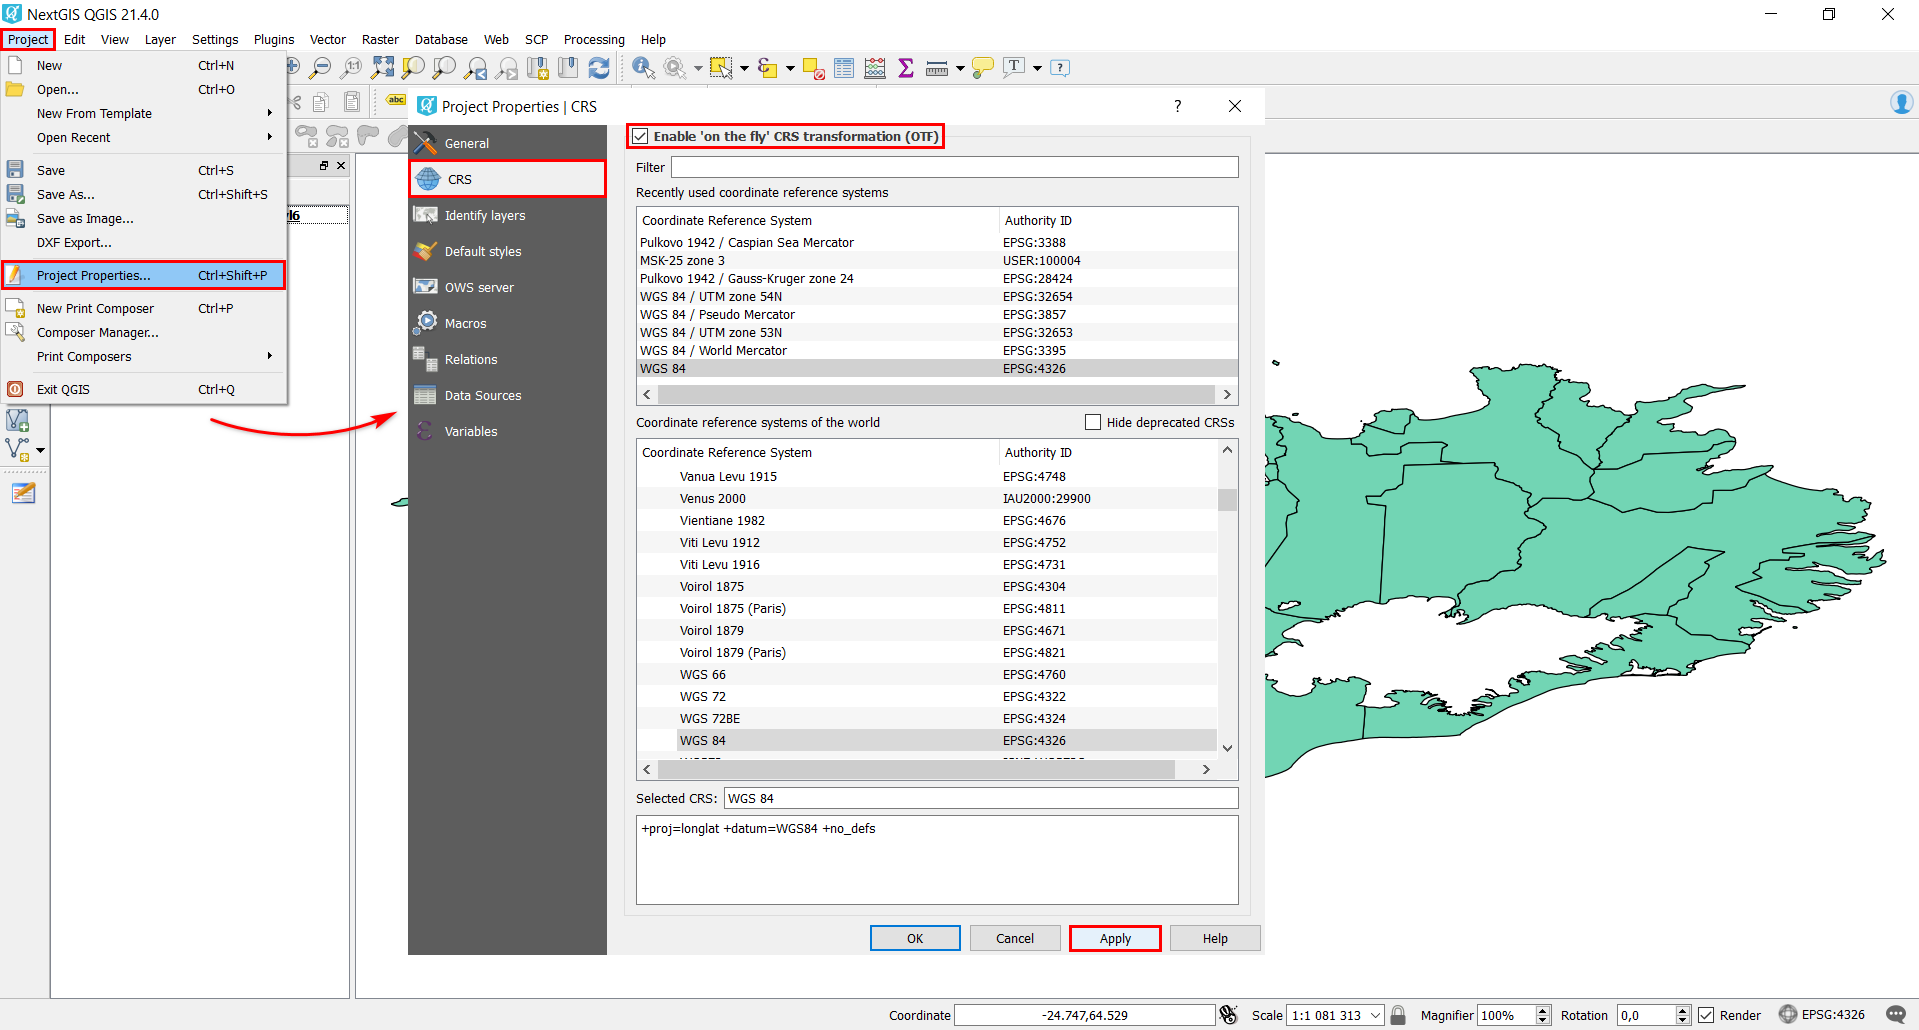 NextGIS QGIS 21.4.0
Project Edit View Layer Settings Plugins Vector Raster Database Web SCP Processing Help
New Ctrl+N
Open... Ctrl+O
New From Template
Open Recent
Save Ctrl+S
Save As... Ctrl+Shift+S
Save as Image...
DXF Export...
Project Properties... Ctrl+Shift+P
New Print Composer Ctrl+P
Composer Manager...
Print Composers
Exit QGIS Ctrl+Q
1:1
abc
T
Project Properties | CRS
General
CRS
Identify layers
Default styles
OWS server
Macros
Relations
Data Sources
Variables
Enable 'on the fly' CRS transformation (OTF)
Filter
Recently used coordinate reference systems
Coordinate Reference System Authority ID
Pulkovo 1942 / Caspian Sea Mercator EPSG:3388
MSK-25 zone 3 USER:100004
Pulkovo 1942 / Gauss-Kruger zone 24 EPSG:28424
WGS 84 / UTM zone 54N EPSG:32654
WGS 84 / Pseudo Mercator EPSG:3857
WGS 84 / UTM zone 53N EPSG:32653
WGS 84 / World Mercator EPSG:3395
WGS 84 EPSG:4326
Coordinate reference systems of the world Hide deprecated CRSs
Coordinate Reference System Authority ID
Vanua Levu 1915 EPSG:4748
Venus 2000 IAU2000:29900
Vientiane 1982 EPSG:4676
Viti Levu 1912 EPSG:4752
Viti Levu 1916 EPSG:4731
Voirol 1875 EPSG:4304
Voirol 1875 (Paris) EPSG:4811
Voirol 1879 EPSG:4671
Voirol 1879 (Paris) EPSG:4821
WGS 66 EPSG:4760
WGS 72 EPSG:4322
WGS 72BE EPSG:4324
WGS 84 EPSG:4326
Selected CRS: WGS 84
+proj=longlat +datum=WGS84 +no_defs
OK Cancel Apply Help
Coordinate -24.747,64.529 Scale 1:1 081 313 Magnifier 100% Rotation 0,0 Render EPSG:4326